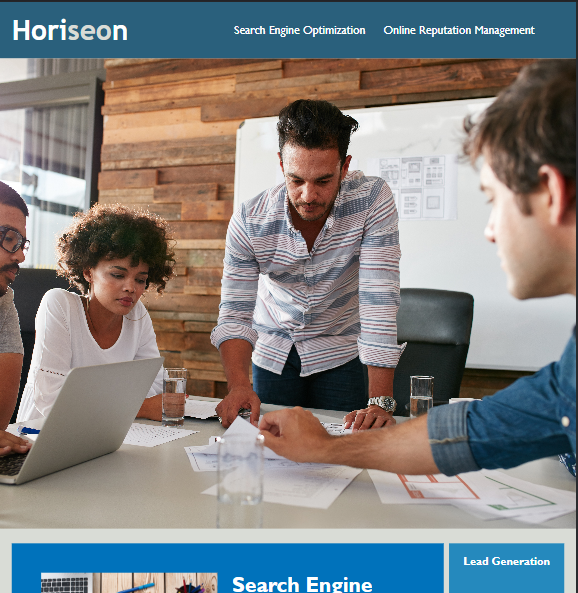 Horiseon
Search Engine Optimization
Online Reputation Management
Search Engine
Lead Generation